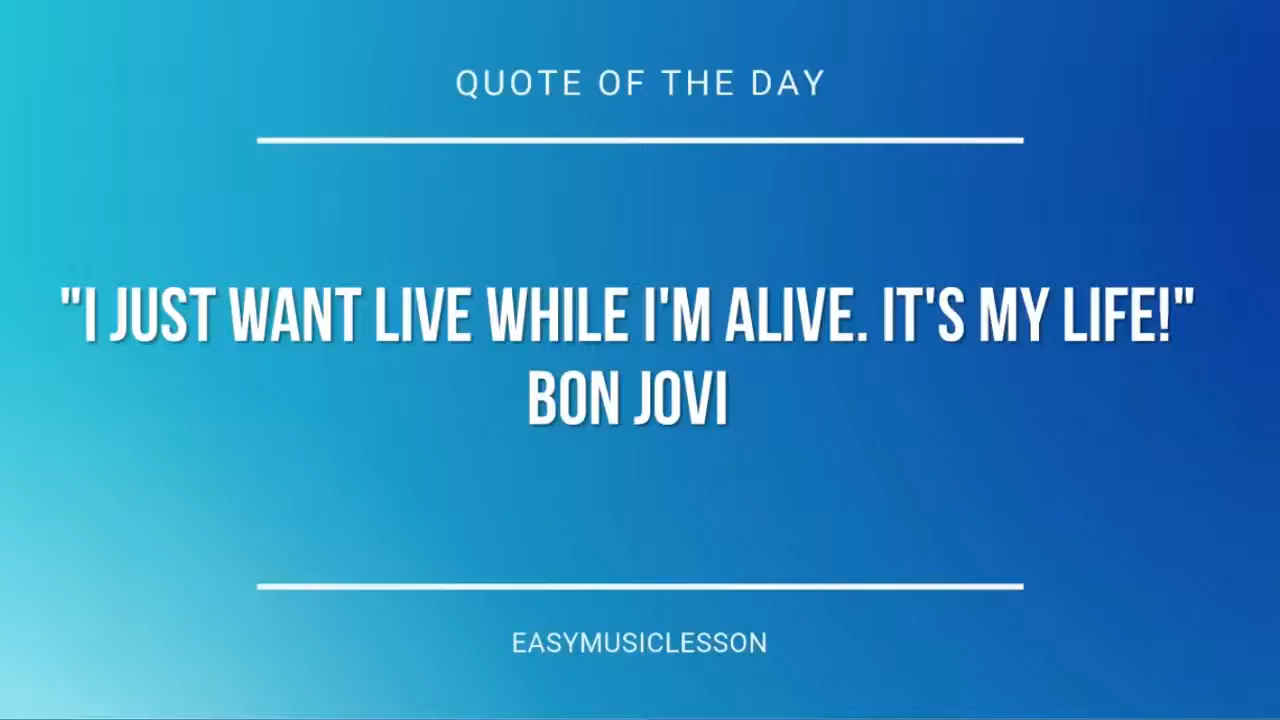 QUOTE OF THE DAY
"I JUST WANT LIVE WHILE I'M ALIVE. IT'S MY LIFE!"
BON JOVI
EASYMUSICLESSON